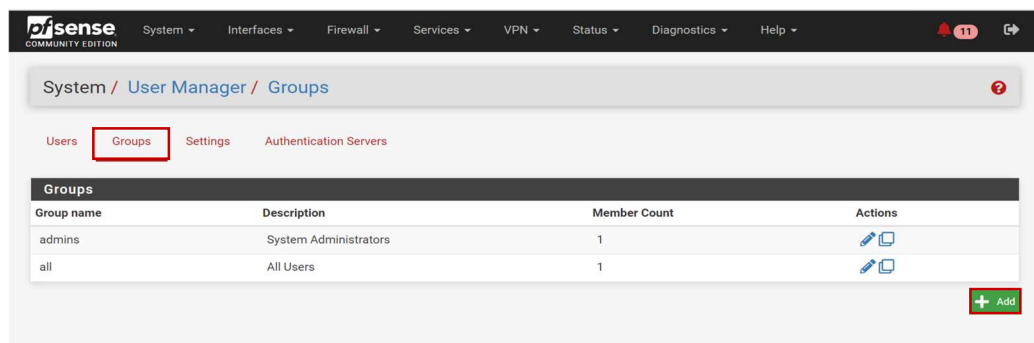 pfsense System Interfaces Firewall Services VPN Status Diagnostics Help 11
COMMUNITY EDITION
System / User Manager / Groups ?
Users Groups Settings Authentication Servers
Groups
Group name Description Member Count Actions
admins System Administrators 1
all All Users 1
+ Add